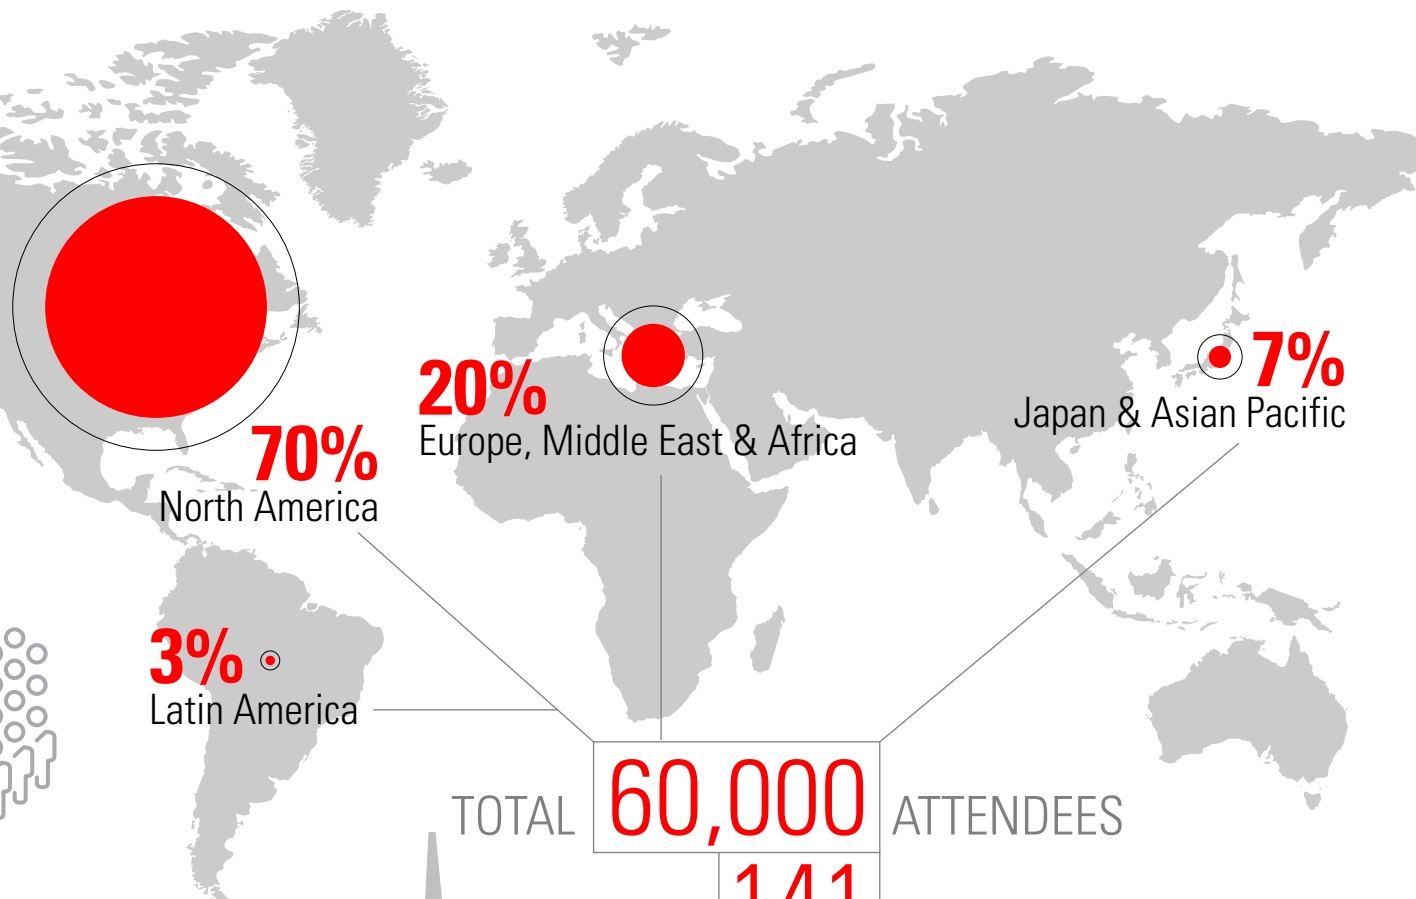 20%
Europe, Middle East & Africa
7%
Japan & Asian Pacific
70%
North America
3%
Latin America
TOTAL 60,000 ATTENDEES
141